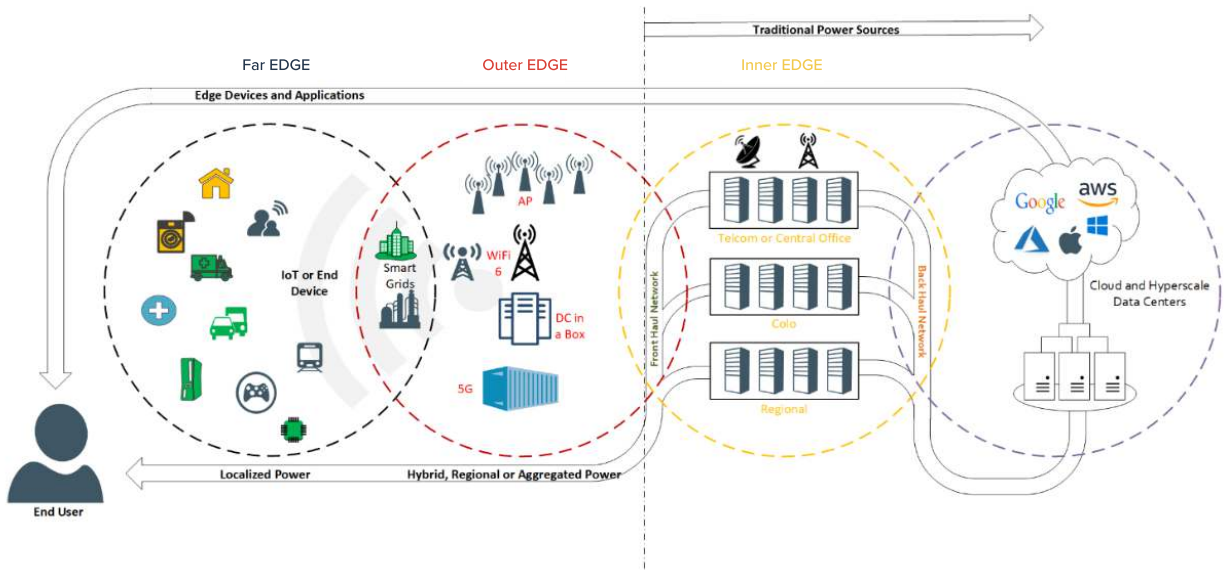 Traditional Power Sources
Far EDGE
Outer EDGE
Inner EDGE
Edge Devices and Applications
AP
Google
aws
Telcom or Central Office
WiFi
6
Smart
Grids
IoT or End
Device
Front Haul Network
Back Haul Network
Cloud and Hyperscale
Data Centers
DC in
a Box
Colo
5G
Regional
Localized Power
Hybrid, Regional or Aggregated Power
End User